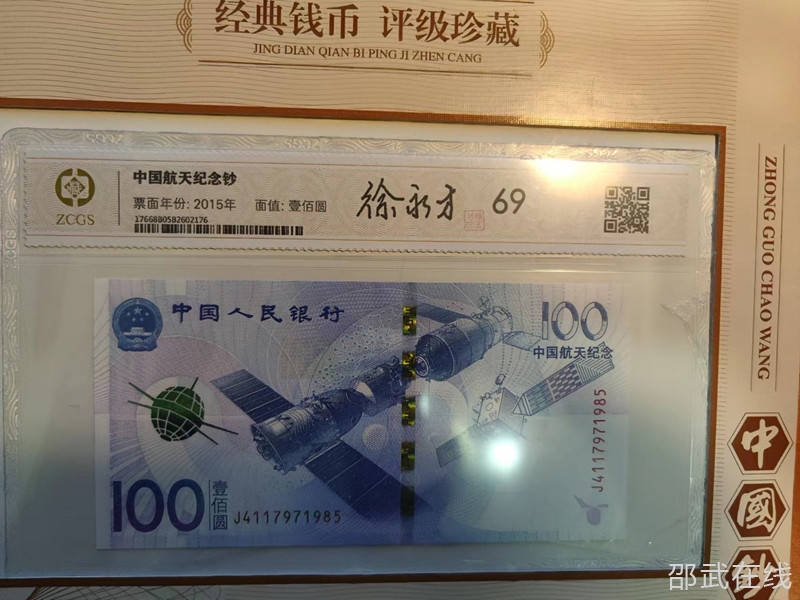 经典钱币 评级珍藏
JING DIAN QIAN BI PING JI ZHEN CANG
ZCGS
中国航天纪念钞
票面年份: 2015年 面值: 壹佰圆
17668B0582602176
徐永才 69
中国人民银行
100
中国航天纪念
J4117971985
100
壹佰圆
J4117971985
ZHONG GUO CHAO WANG
中
國
鈔
邵武在线